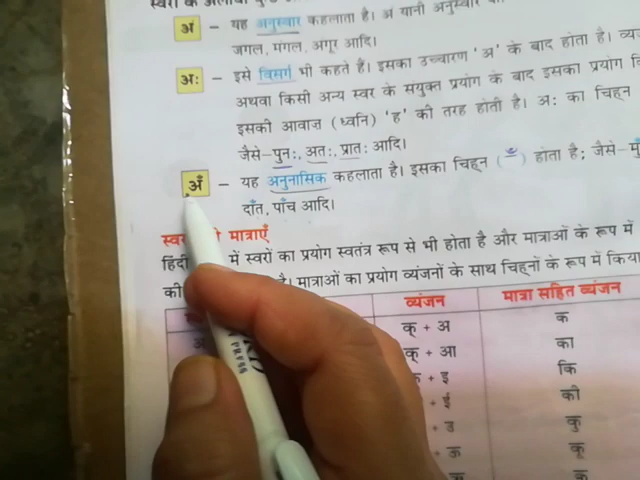 स्वरों के अलावा
अं – यह अनुस्वार कहलाता है। अं यानी अनुस्वार का
जंगल, मंगल, अंगूर आदि।
अः – इसे विसर्ग भी कहते हैं। इसका उच्चारण 'अ' के बाद होता है।
अथवा किसी अन्य स्वर के संयुक्त प्रयोग के बाद इसका प्रयोग
इसकी आवाज़ (ध्वनि) 'ह' की तरह होती है। अः का चिह्न
जैसे–पुनः, अतः, प्रातः आदि।
अँ – यह अनुनासिक कहलाता है। इसका चिह्न (ँ) होता है; जैसे–
दाँत, पाँच आदि।
मात्राएँ
हिंदी में स्वरों का प्रयोग स्वतंत्र रूप से भी होता है और मात्राओं के रूप में
की है। मात्राओं का प्रयोग व्यंजनों के साथ चिह्नों के रूप में किया
व्यंजन मात्रा सहित व्यंजन
क् + अ क
क् + आ का
+ इ कि
+ ई की
+ उ कु
+ ऊ कू